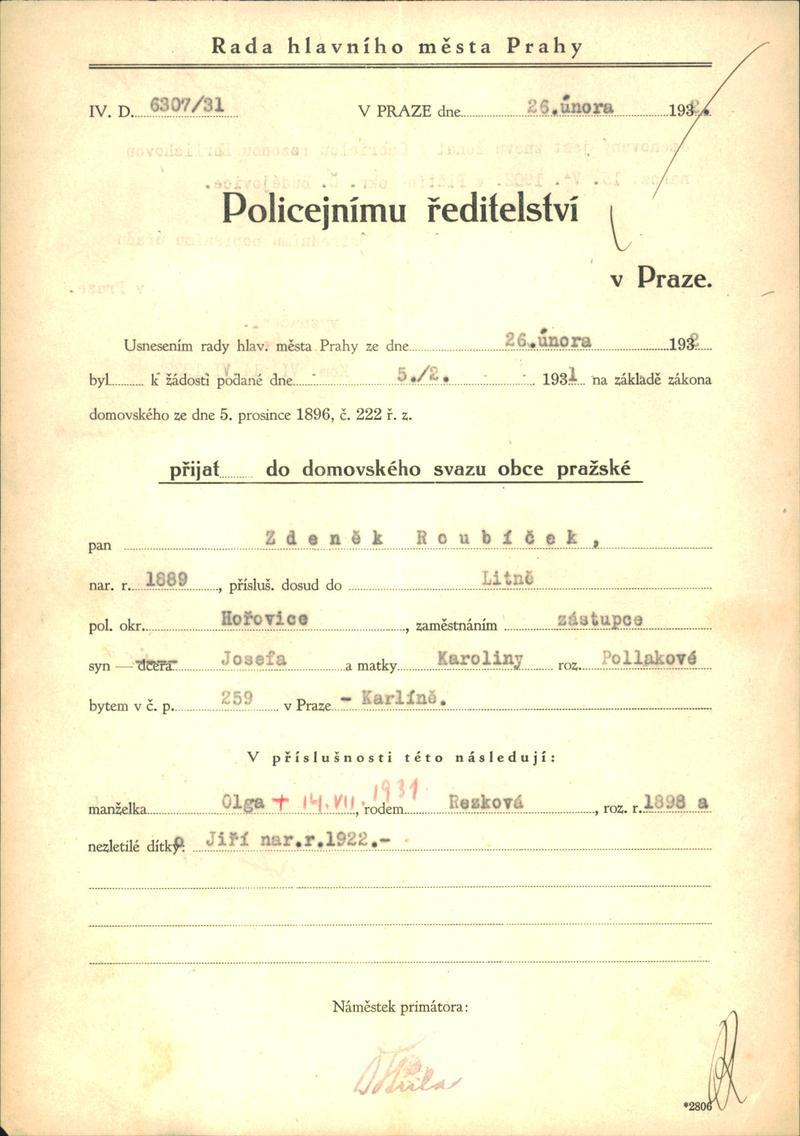 Rada hlavního města Prahy
IV. D. 6307/31 V PRAZE dne 26.února 1932.
Policejnímu ředitelství
v Praze.
Usnesením rady hlav. města Prahy ze dne 26.února 1932
byl k žádosti podané dne 5./2. 1931 na základě zákona
domovského ze dne 5. prosince 1896, č. 222 ř. z.
přijat do domovského svazu obce pražské
pan Zdeněk Roubíček,
nar. r. 1889, přísluš. dosud do Litně
pol. okr. Hořovice, zaměstnáním zástupce
syn — dcera Josefa a matky Karoliny roz. Pollakové
bytem v č. p. 259 v Praze - Karlíně.
V příslušnosti této následují:
manželka Olga + 14.VII. 1931, rodem Rezková, roz. r. 1898 a
nezletilé dítko: Jiří nar.r.1922.-
Náměstek primátora:
*2806